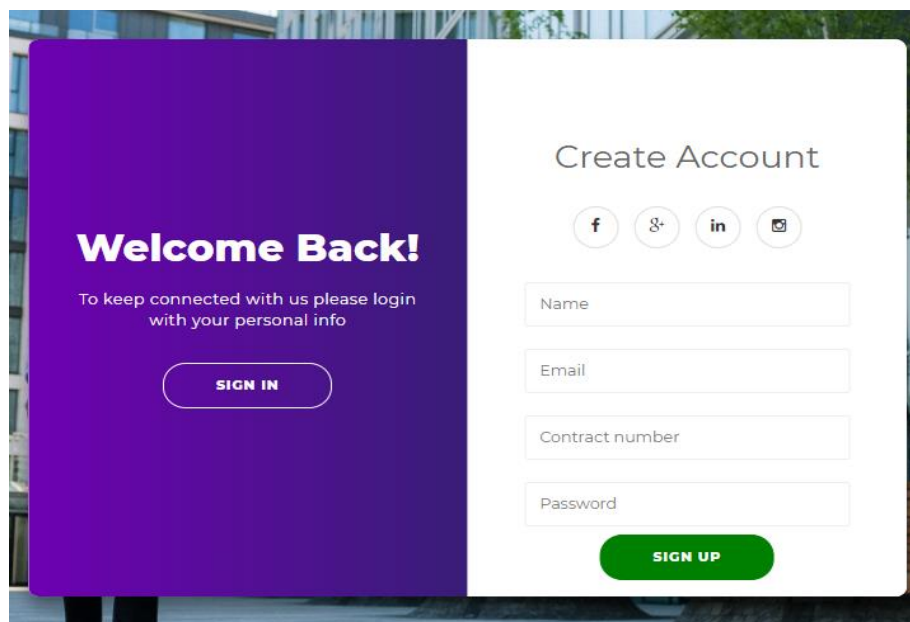 Welcome Back!
To keep connected with us please login
with your personal info
SIGN IN
Create Account
f
8+
in
Name
Email
Contract number
Password
SIGN UP